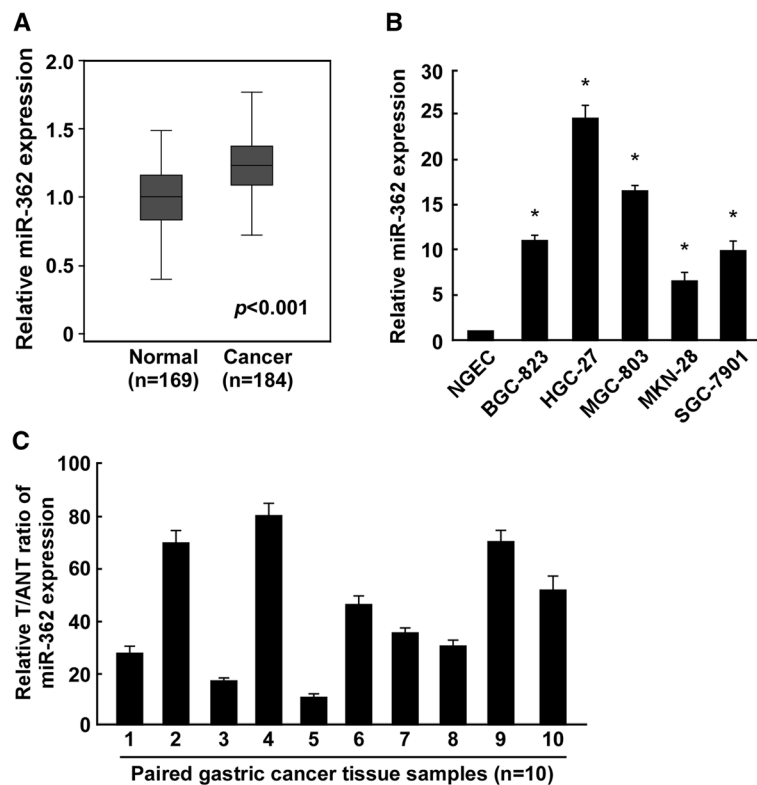 A
Relative miR-362 expression
2.0
1.5
1.0
0.5
0
p<0.001
Normal
(n=169)
Cancer
(n=184)
B
Relative miR-362 expression
30
25
20
15
10
5
0
* * * * *
NGEC
BGC-823
HGC-27
MGC-803
MKN-28
SGC-7901
C
Relative T/ANT ratio of
miR-362 expression
100
80
60
40
20
0
1 2 3 4 5 6 7 8 9 10
Paired gastric cancer tissue samples (n=10)